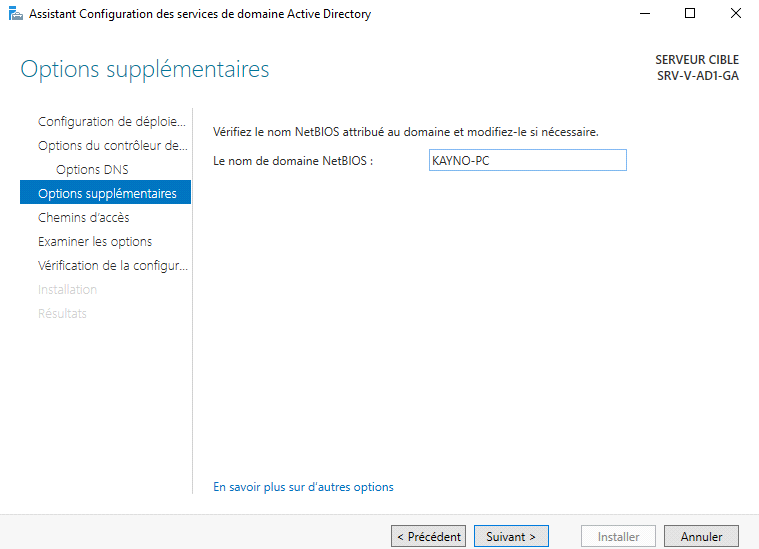 Assistant Configuration des services de domaine Active Directory
Options supplémentaires
SERVEUR CIBLE
SRV-V-AD1-GA
Configuration de déploie...
Options du contrôleur de...
Options DNS
Options supplémentaires
Chemins d'accès
Examiner les options
Vérification de la configur...
Installation
Résultats
Vérifiez le nom NetBIOS attribué au domaine et modifiez-le si nécessaire.
Le nom de domaine NetBIOS :
KAYNO-PC
En savoir plus sur d'autres options
< Précédent
Suivant >
Installer
Annuler